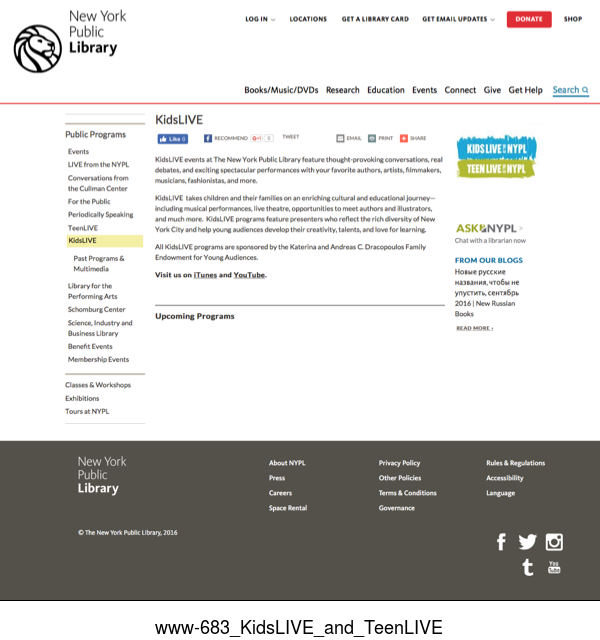 New York
Public
Library
LOG IN
LOCATIONS
GET A LIBRARY CARD
GET EMAIL UPDATES
DONATE
SHOP
Books/Music/DVDs
Research
Education
Events
Connect
Give
Get Help
Search
Public Programs
Events
LIVE from the NYPL
Conversations from
the Cullman Center
For the Public
Periodically Speaking
TeenLIVE
KidsLIVE
Past Programs &
Multimedia
Library for the
Performing Arts
Schomburg Center
Science, Industry and
Business Library
Benefit Events
Membership Events
Classes & Workshops
Exhibitions
Tours at NYPL
KidsLIVE
Like 0
RECOMMEND
G+1
0
TWEET
EMAIL
PRINT
SHARE
KidsLIVE events at The New York Public Library feature thought-provoking conversations, real
debates, and exciting spectacular performances with your favorite authors, artists, filmmakers,
musicians, fashionistas, and more.
KidsLIVE takes children and their families on an enriching cultural and educational journey—
including musical performances, live theatre, opportunities to meet authors and illustrators,
and much more. KidsLIVE programs feature presenters who reflect the rich diversity of New
York City and help young audiences develop their creativity, talents, and love for learning.
All KidsLIVE programs are sponsored by the Katerina and Andreas C. Dracopoulos Family
Endowment for Young Audiences.
Visit us on iTunes and YouTube.
Upcoming Programs
KIDS LIVE from the NYPL
TEEN LIVE from the NYPL
ASK NYPL >
Chat with a librarian now
FROM OUR BLOGS
Новые русские
названия, чтобы не
упустить, сентябрь
2016 | New Russian
Books
READ MORE ›
New York
Public
Library
About NYPL
Press
Careers
Space Rental
Privacy Policy
Other Policies
Terms & Conditions
Governance
Rules & Regulations
Accessibility
Language
© The New York Public Library, 2016
You
Tube
www-683_KidsLIVE_and_TeenLIVE